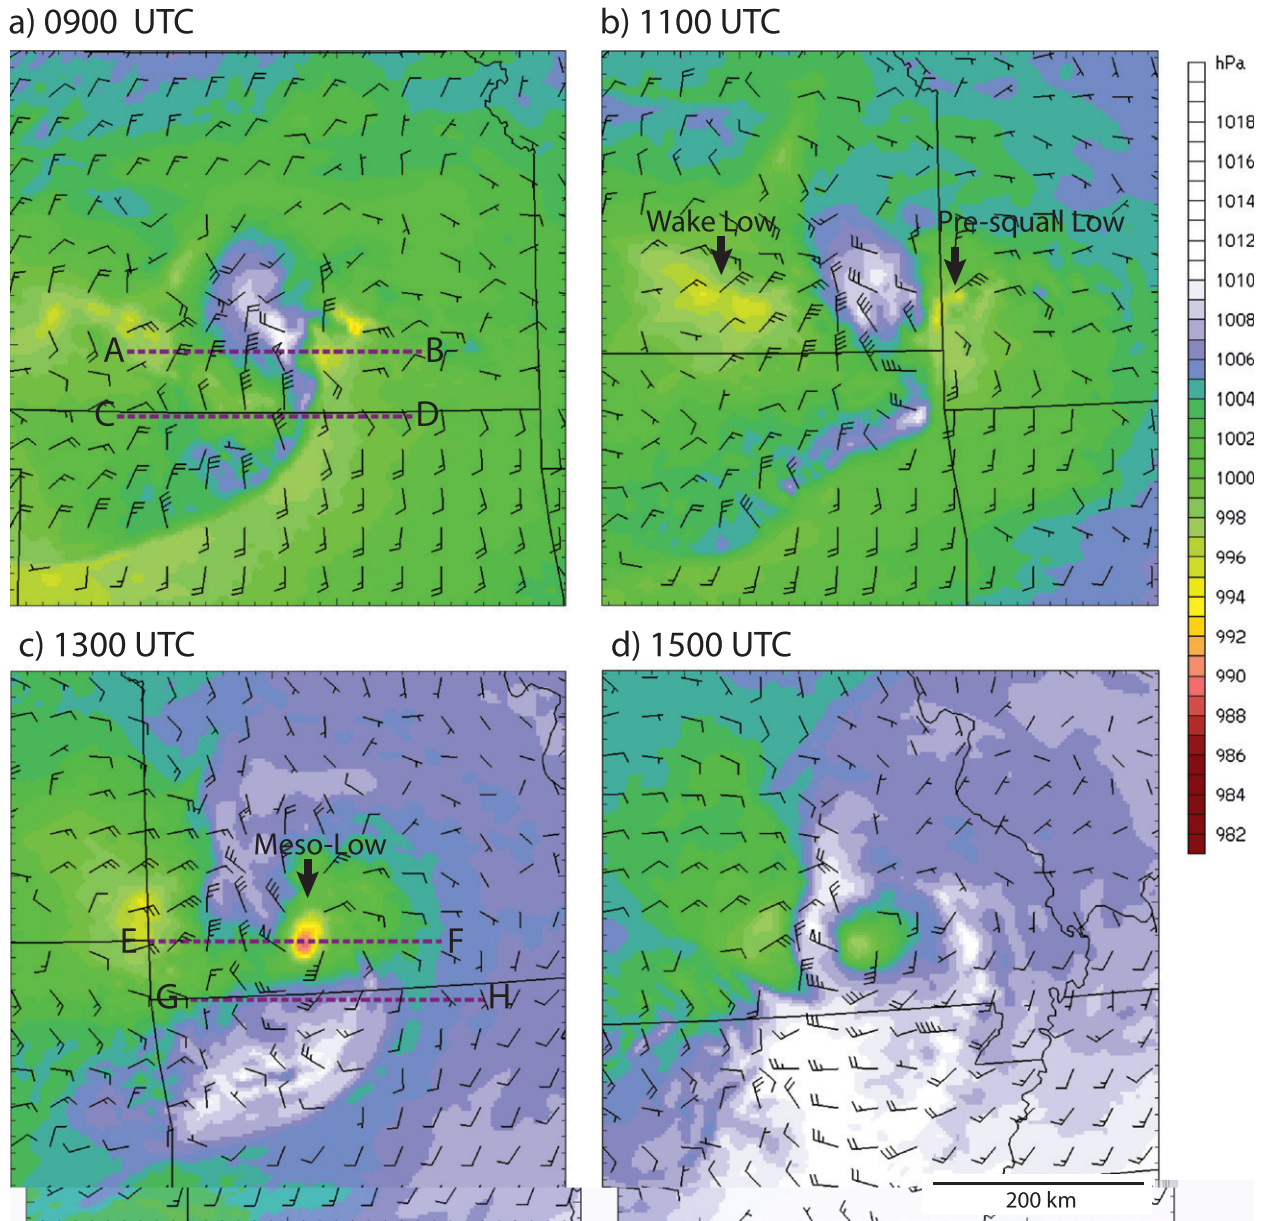 a) 0900 UTC
b) 1100 UTC
hPa
1018
1016
1014
1012
1010
1008
1006
1004
1002
1000
998
996
994
992
990
988
986
984
982
A
B
C
D
Wake Low
Pre-squall Low
c) 1300 UTC
d) 1500 UTC
Meso-Low
E
F
G
H
200 km